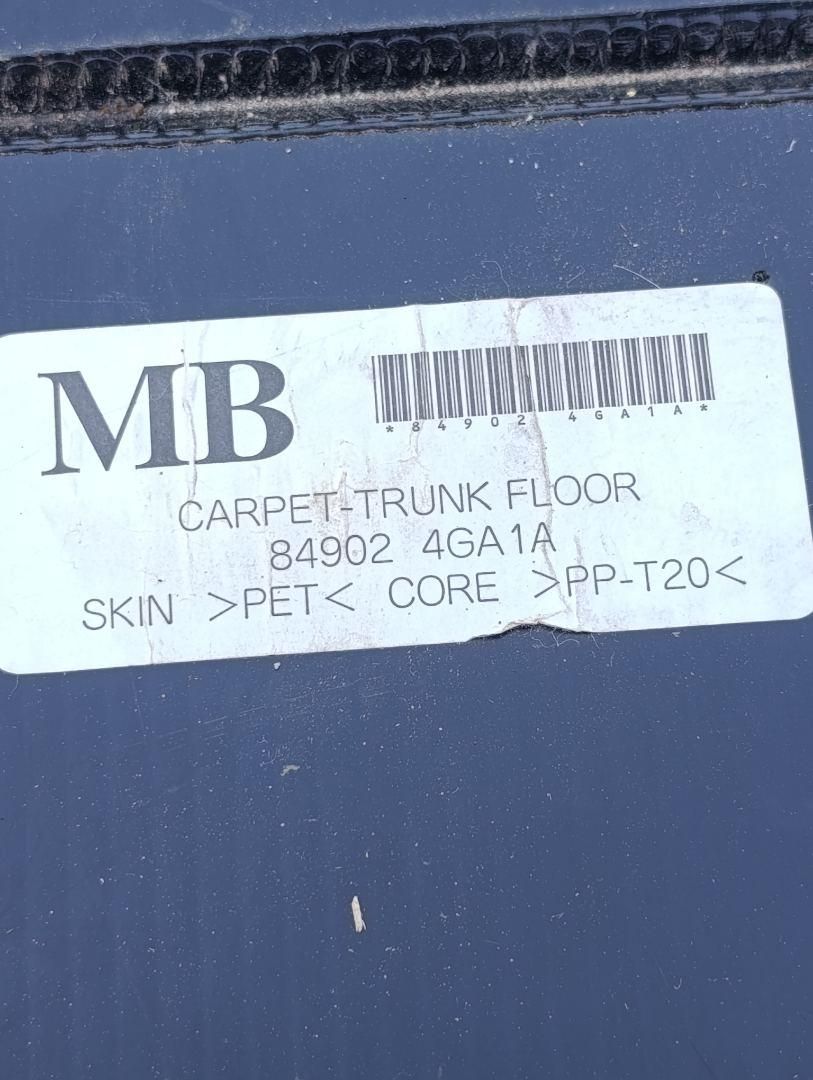 MB
*84902 4GA1A*
CARPET-TRUNK FLOOR
84902 4GA1A
SKIN >PET< CORE >PP-T20<